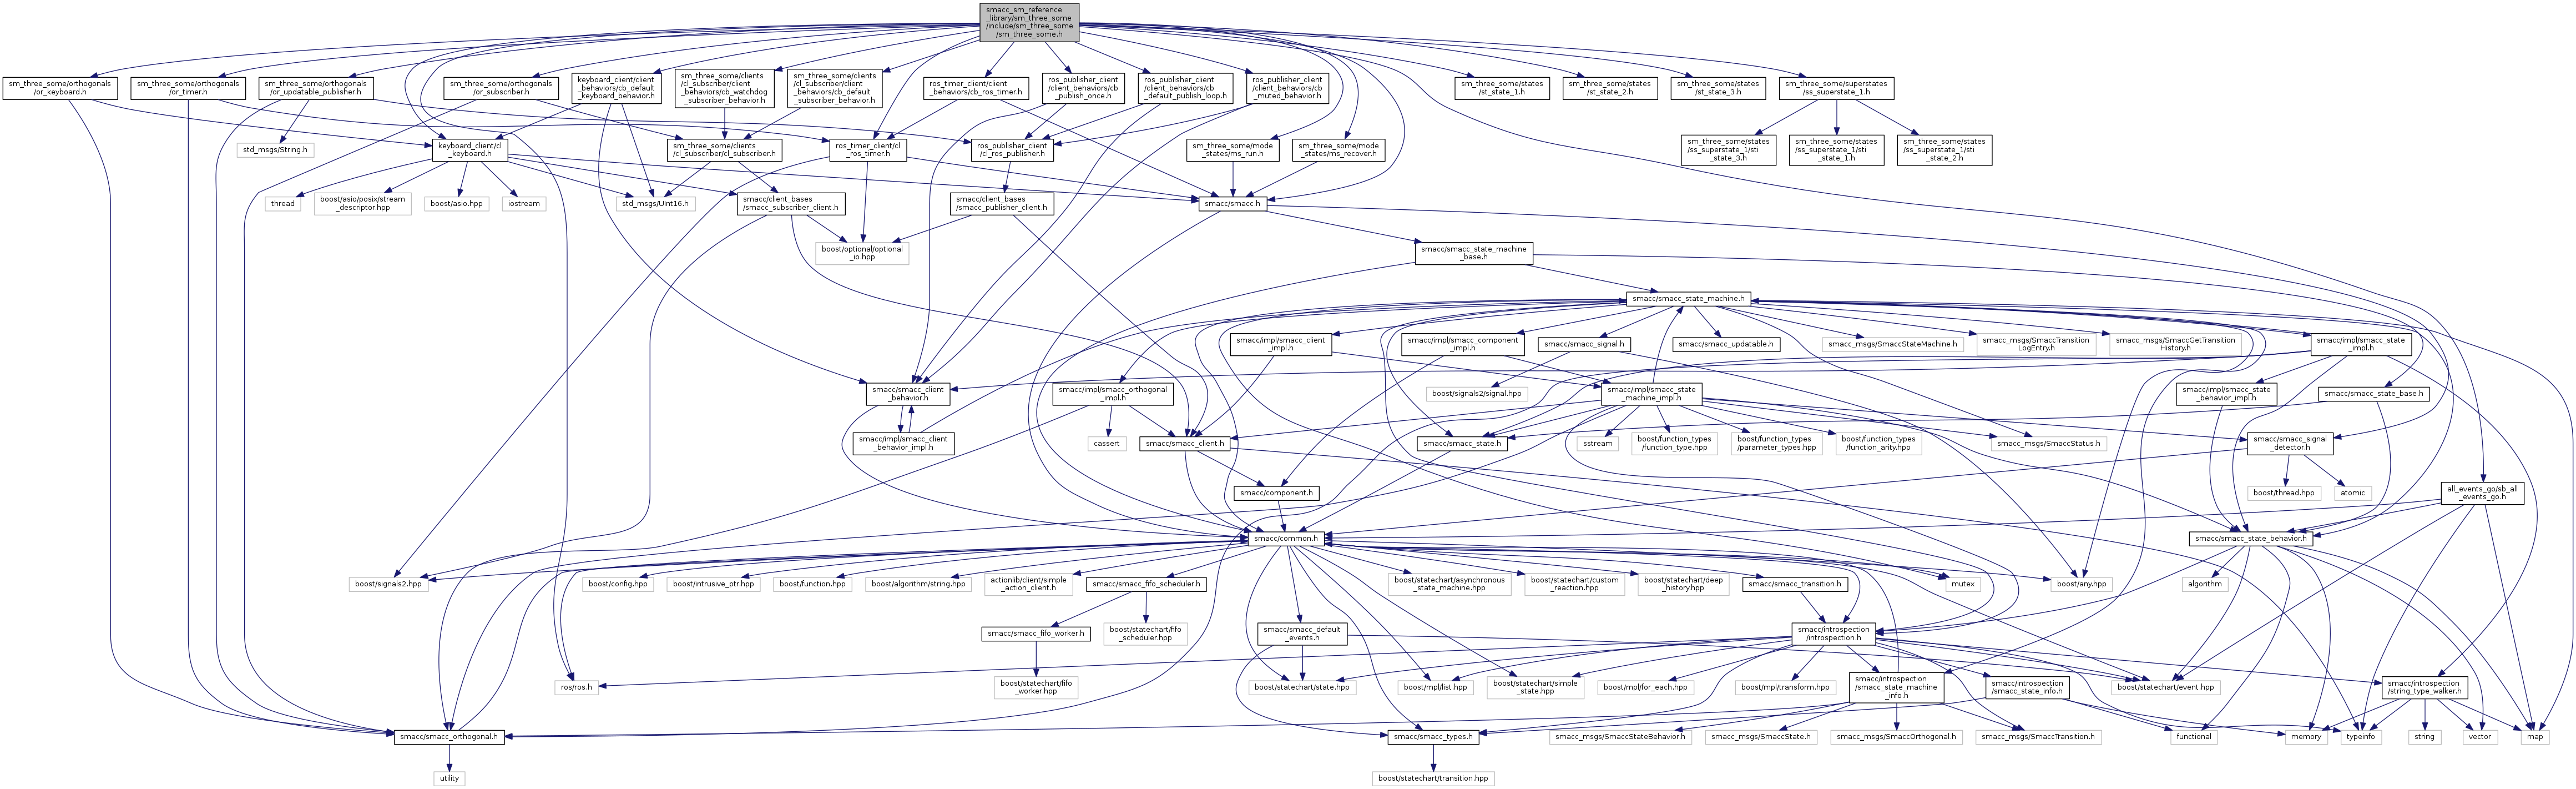 smacc_sm_reference
_library/sm_three_some
/include/sm_three_some
/sm_three_some.h
sm_three_some/orthogonals
/or_keyboard.h
sm_three_some/orthogonals
/or_timer.h
sm_three_some/orthogonals
/or_updatable_publisher.h
sm_three_some/orthogonals
/or_subscriber.h
keyboard_client/client
_behaviors/cb_default
_keyboard_behavior.h
sm_three_some/clients
/cl_subscriber/client
_behaviors/cb_watchdog
_subscriber_behavior.h
sm_three_some/clients
/cl_subscriber/client
_behaviors/cb_default
_subscriber_behavior.h
ros_timer_client/client
_behaviors/cb_ros_timer.h
ros_publisher_client
/client_behaviors/cb
_publish_once.h
ros_publisher_client
/client_behaviors/cb
_default_publish_loop.h
ros_publisher_client
/client_behaviors/cb
_muted_behavior.h
sm_three_some/states
/st_state_1.h
sm_three_some/states
/st_state_2.h
sm_three_some/states
/st_state_3.h
sm_three_some/superstates
/ss_superstate_1.h
std_msgs/String.h
keyboard_client/cl
_keyboard.h
sm_three_some/clients
/cl_subscriber/cl_subscriber.h
ros_timer_client/cl
_ros_timer.h
ros_publisher_client
/cl_ros_publisher.h
sm_three_some/mode
_states/ms_run.h
sm_three_some/mode
_states/ms_recover.h
sm_three_some/states
/ss_superstate_1/sti
_state_3.h
sm_three_some/states
/ss_superstate_1/sti
_state_1.h
sm_three_some/states
/ss_superstate_1/sti
_state_2.h
thread
boost/asio/posix/stream
_descriptor.hpp
boost/asio.hpp
iostream
std_msgs/UInt16.h
smacc/client_bases
/smacc_subscriber_client.h
smacc/client_bases
/smacc_publisher_client.h
smacc/smacc.h
boost/optional/optional
_io.hpp
smacc/smacc_state_machine
_base.h
smacc/smacc_state_machine.h
smacc/impl/smacc_client
_impl.h
smacc/impl/smacc_component
_impl.h
smacc/smacc_signal.h
smacc/smacc_updatable.h
smacc_msgs/SmaccStateMachine.h
smacc_msgs/SmaccTransition
LogEntry.h
smacc_msgs/SmaccGetTransition
History.h
smacc/impl/smacc_state
_impl.h
smacc/smacc_client
_behavior.h
smacc/impl/smacc_orthogonal
_impl.h
boost/signals2/signal.hpp
smacc/impl/smacc_state
_machine_impl.h
smacc/impl/smacc_state
_behavior_impl.h
smacc/smacc_state_base.h
smacc/impl/smacc_client
_behavior_impl.h
cassert
smacc/smacc_client.h
smacc/smacc_state.h
sstream
boost/function_types
/function_type.hpp
boost/function_types
/parameter_types.hpp
boost/function_types
/function_arity.hpp
smacc_msgs/SmaccStatus.h
smacc/smacc_signal
_detector.h
smacc/component.h
boost/thread.hpp
atomic
all_events_go/sb_all
_events_go.h
smacc/common.h
smacc/smacc_state_behavior.h
boost/signals2.hpp
boost/config.hpp
boost/intrusive_ptr.hpp
boost/function.hpp
boost/algorithm/string.hpp
actionlib/client/simple
_action_client.h
smacc/smacc_fifo_scheduler.h
boost/statechart/asynchronous
_state_machine.hpp
boost/statechart/custom
_reaction.hpp
boost/statechart/deep
_history.hpp
smacc/smacc_transition.h
mutex
boost/any.hpp
algorithm
smacc/smacc_fifo_worker.h
boost/statechart/fifo
_scheduler.hpp
smacc/smacc_default
_events.h
smacc/introspection
/introspection.h
ros/ros.h
boost/statechart/fifo
_worker.hpp
boost/statechart/state.hpp
boost/mpl/list.hpp
boost/statechart/simple
_state.hpp
boost/mpl/for_each.hpp
boost/mpl/transform.hpp
smacc/introspection
/smacc_state_machine
_info.h
smacc/introspection
/smacc_state_info.h
boost/statechart/event.hpp
smacc/introspection
/string_type_walker.h
smacc/smacc_orthogonal.h
smacc/smacc_types.h
smacc_msgs/SmaccStateBehavior.h
smacc_msgs/SmaccState.h
smacc_msgs/SmaccOrthogonal.h
smacc_msgs/SmaccTransition.h
functional
memory
typeinfo
string
vector
map
utility
boost/statechart/transition.hpp